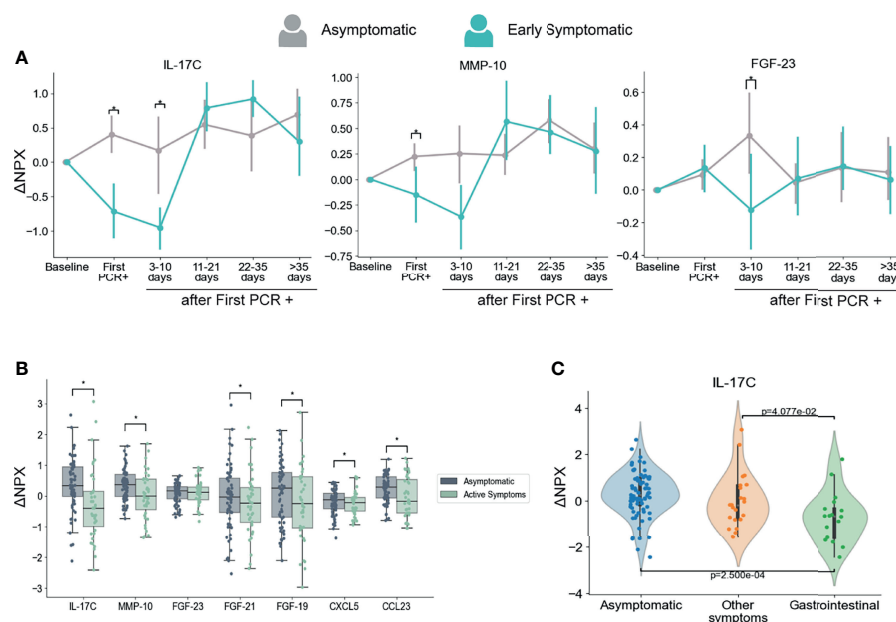 Asymptomatic Early Symptomatic
A
IL-17C MMP-10 FGF-23
ΔNPX
1.0
0.5
0.0
−0.5
−1.0
Baseline First PCR+ 3-10 days 11-21 days 22-35 days >35 days
after First PCR +
*
*
1.00
0.75
0.50
0.25
0.00
−0.25
−0.50
−0.75
Baseline First PCR+ 3-10 days 11-21 days 22-35 days >35 days
after First PCR +
*
0.6
0.4
0.2
0.0
−0.2
−0.4
Baseline First PCR+ 3-10 days 11-21 days 22-35 days >35 days
after First PCR +
*
B
ΔNPX
3
2
1
0
−1
−2
−3
* * * * * *
IL-17C MMP-10 FGF-23 FGF-21 FGF-19 CXCL5 CCL23
Asymptomatic
Active Symptoms
C
IL-17C
ΔNPX
4
2
0
−2
−4
p=4.077e-02
p=2.500e-04
Asymptomatic Other symptoms Gastrointestinal